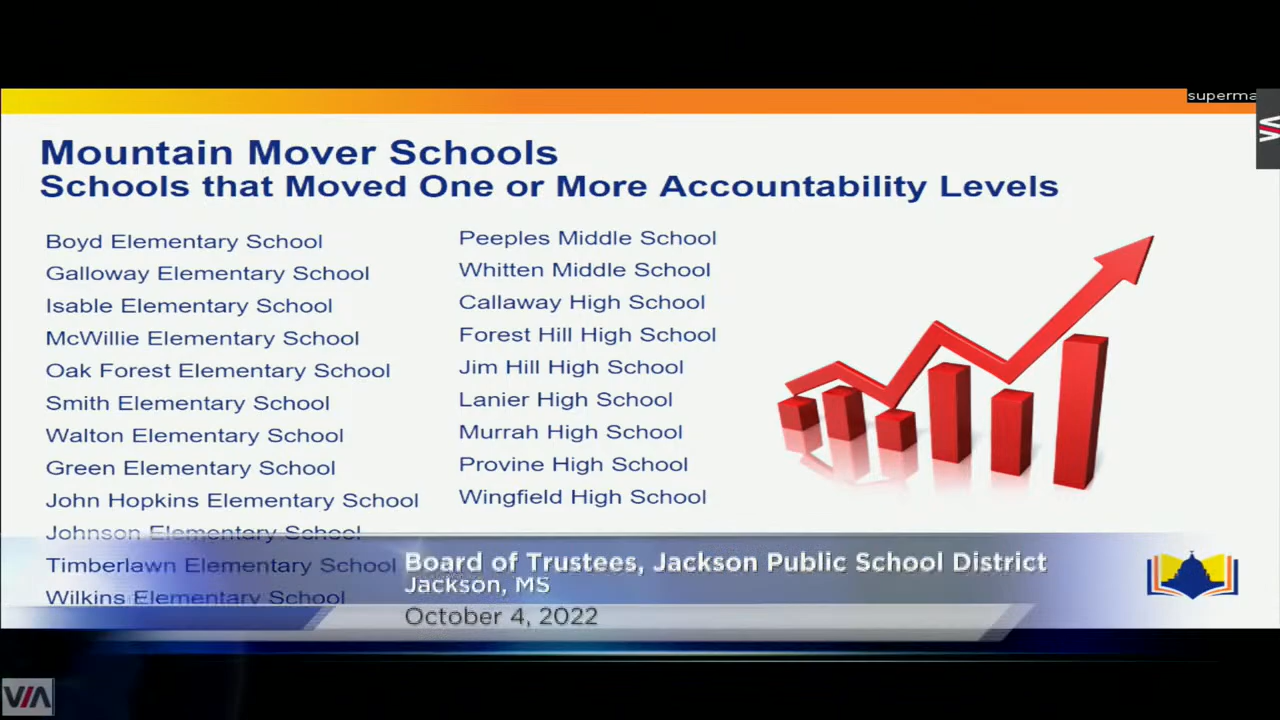 superma
Mountain Mover Schools
Schools that Moved One or More Accountability Levels
Boyd Elementary School
Galloway Elementary School
Isable Elementary School
McWillie Elementary School
Oak Forest Elementary School
Smith Elementary School
Walton Elementary School
Green Elementary School
John Hopkins Elementary School
Johnson Elementary School
Timberlawn Elementary School
Wilkins Elementary School
Peeples Middle School
Whitten Middle School
Callaway High School
Forest Hill High School
Jim Hill High School
Lanier High School
Murrah High School
Provine High School
Wingfield High School
Board of Trustees, Jackson Public School District
Jackson, MS
October 4, 2022
VIA